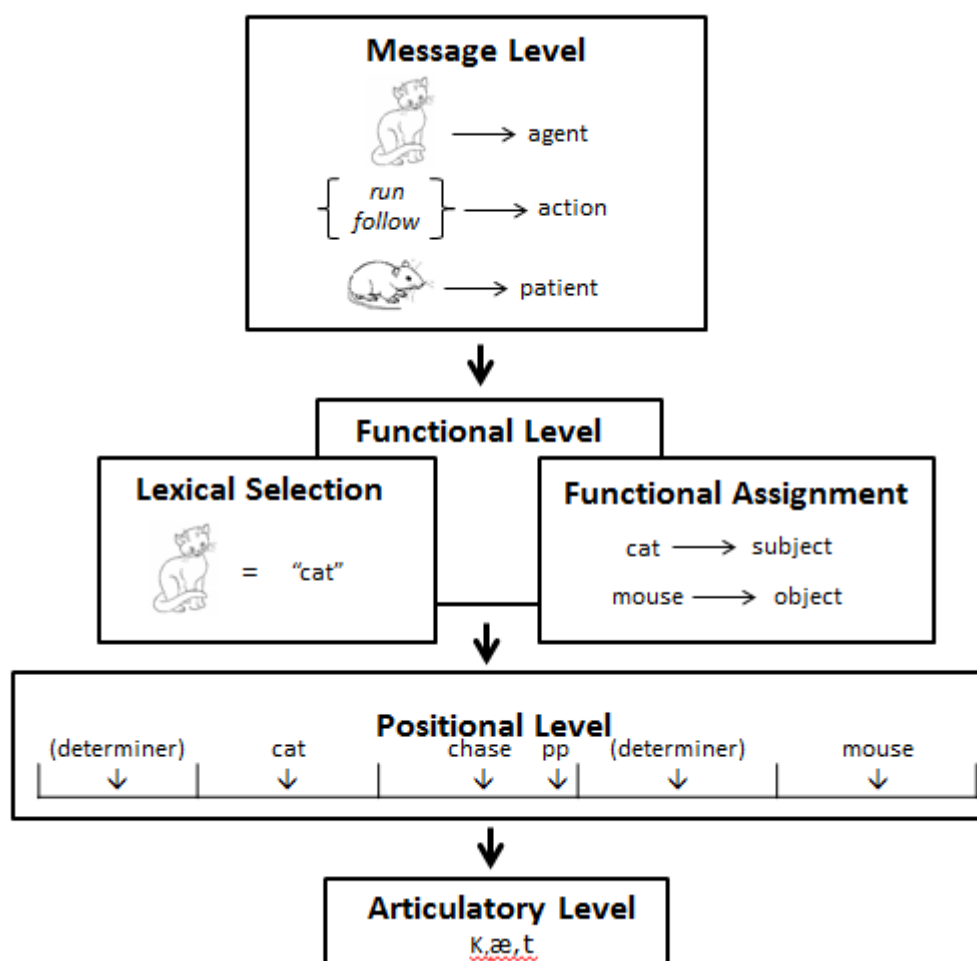 Message Level
agent
run
follow
action
patient
Functional Level
Lexical Selection
= "cat"
Functional Assignment
cat → subject
mouse → object
Positional Level
(determiner) cat chase pp (determiner) mouse
Articulatory Level
K,æ,t